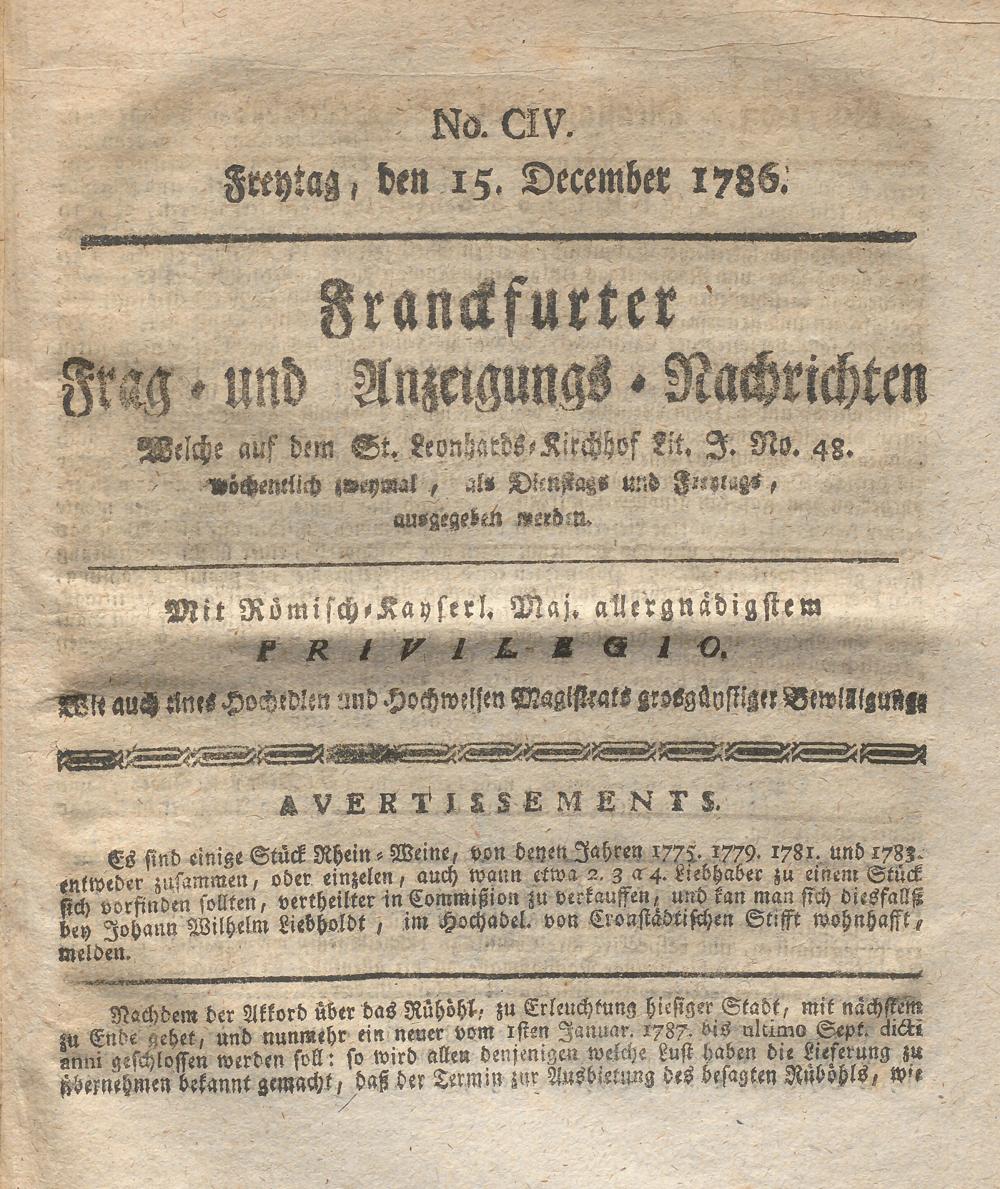 No. CIV.
Freytag, den 15. December 1786.
Franckfurter
Frag- und Anzeigungs-Nachrichten
Welche auf dem St. Leonhards-Kirchhof Lit. J. No. 48.
wöchentlich zweymal, als Dienstags und Freytags,
ausgegeben werden.
Mit Römisch-Kayserl. Maj. allergnädigstem
PRIVILEGIO.
Wie auch eines Hochedlen und Hochweisen Magistrats grosgünstiger Bewilligung.
AVERTISSEMENTS.
Es sind einige Stück Rhein-Weine, von denen Jahren 1775. 1779. 1781. und 1783.
entweder zusammen, oder einzelen, auch wann etwa 2. 3 a 4. Liebhaber zu einem Stück
sich vorfinden sollten, vertheilter in Commißion zu verkauffen, und kan man sich diesfallß
bey Johann Wilhelm Liebholdt, im Hochadel. von Cronstädtischen Stifft wohnhafft,
melden.
Nachdem der Akkord über das Rüböhl, zu Erleuchtung hiesiger Stadt, mit nächstem
zu Ende gehet, und nunmehr ein neuer vom 1sten Januar. 1787. bis ultimo Sept. dicti
anni geschlossen werden soll: so wird allen denjenigen welche Lust haben die Lieferung zu
übernehmen bekannt gemacht, daß der Termin zur Ausbietung des besagten Rüböhls, wie